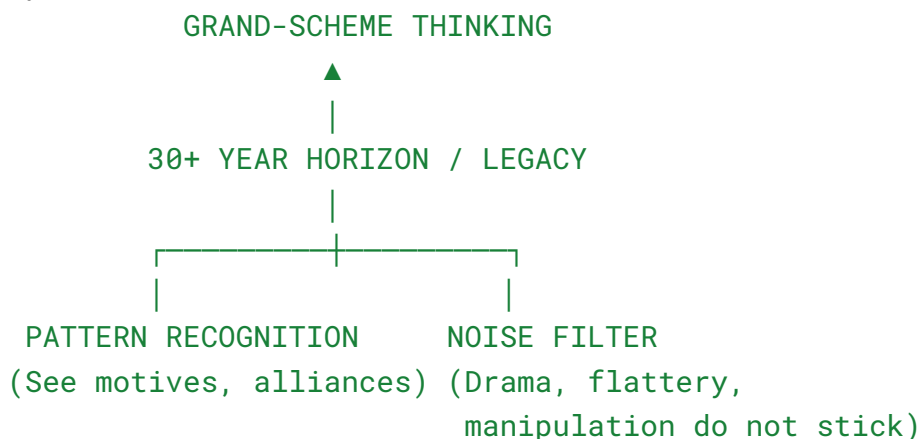 GRAND-SCHEME THINKING
30+ YEAR HORIZON / LEGACY
PATTERN RECOGNITION NOISE FILTER
(See motives, alliances) (Drama, flattery,
manipulation do not stick)